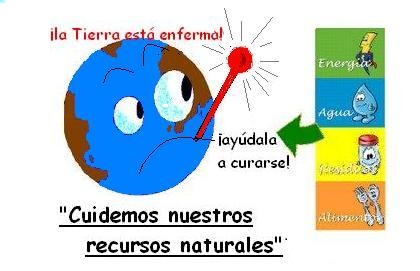 ¡la Tierra está enferma!
Energía
Agua
¡ayúdala
a curarse!
Residuos
Alimentos
"Cuidemos nuestros
recursos naturales"